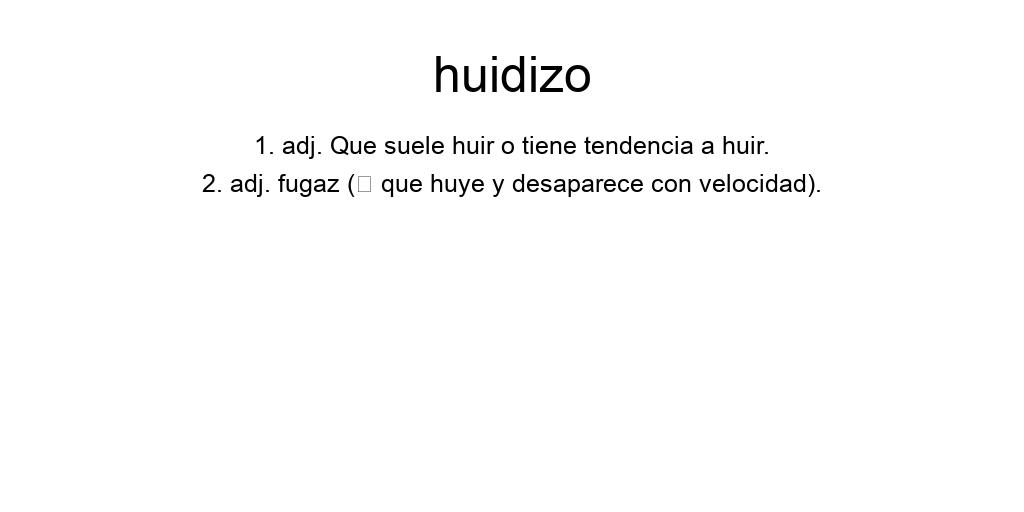 huidizo
1. adj. Que suele huir o tiene tendencia a huir.
2. adj. fugaz (▯ que huye y desaparece con velocidad).